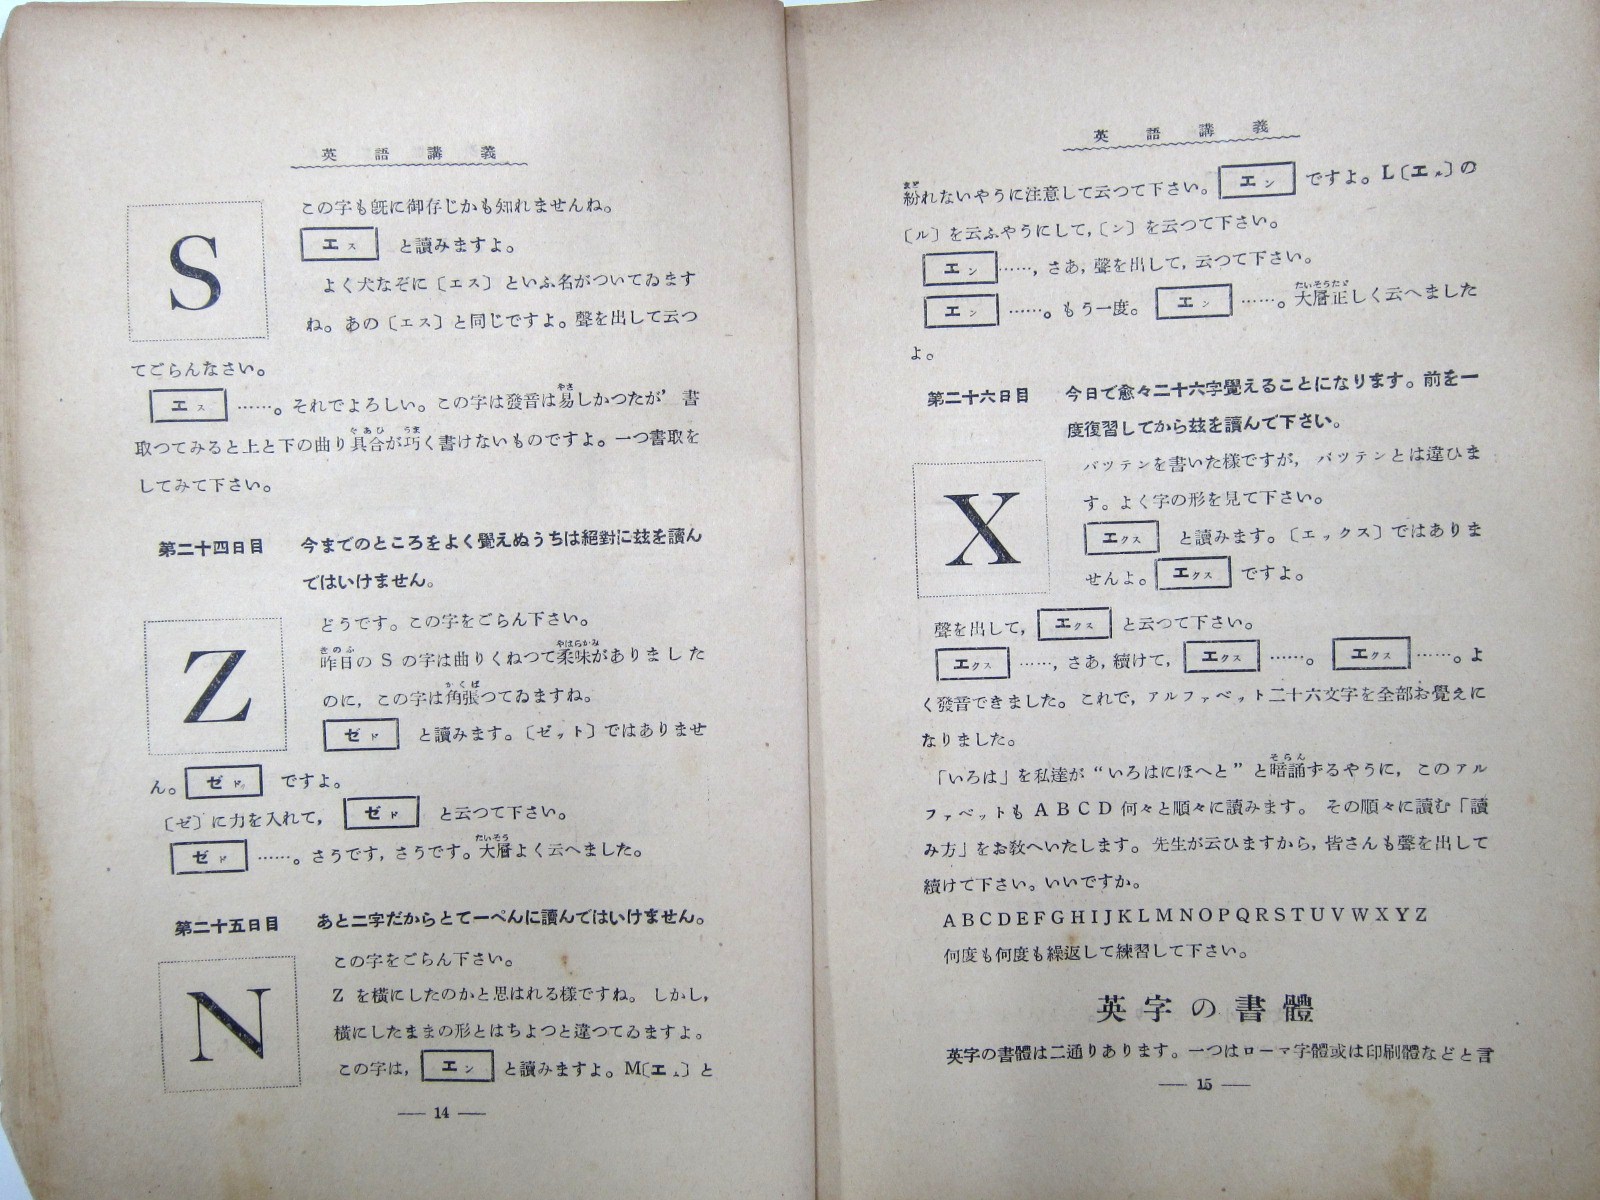 英語講義
S
この字も既に御存じかも知れませんね。
エス と讀みますよ。
よく犬なぞに〔エス〕といふ名がついてゐます
ね。あの〔エス〕と同じですよ。聲を出して云つ
てごらんなさい。
エス ……。それでよろしい。この字は發音は易しかつたが’書
取つてみると上と下の曲り具合が巧く書けないものですよ。一つ書取を
してみて下さい。
第二十四日目 今までのところをよく覺えぬうちは絕對に玆を讀ん
ではいけません。
Z
どうです。この字をごらん下さい。
昨日の S の字は曲りくねつて柔味がありました
のに，この字は角張つてゐますね。
ゼド と讀みます。〔ゼット〕ではありませ
ん。 ゼド ですよ。
〔ゼ〕に力を入れて， ゼド と云つて下さい。
ゼド ……。さうです，さうです。大層よく云へました。
第二十五日目 あと二字だからとてーぺんに讀んではいけません。
N
この字をごらん下さい。
Z を橫にしたのかと思はれる樣ですね。しかし，
橫にしたままの形とはちよつと違つてゐますよ。
この字は， エン と讀みますよ。M〔エム〕と
— 14 —
英語講義
紛れないやうに注意して云つて下さい。 エン ですよ。L〔エル〕の
〔ル〕を云ふやうにして，〔ン〕を云つて下さい。
エン ……，さあ，聲を出して，云つて下さい。
エン ……。もう一度。 エン ……。大層正しく云へました
よ。
第二十六日目 今日で愈々二十六字覺えることになります。前を一
度復習してから玆を讀んで下さい。
X
バツテンを書いた樣ですが，バツテンとは違ひま
す。よく字の形を見て下さい。
エクス と讀みます。〔エックス〕ではありま
せんよ。 エクス ですよ。
聲を出して， エクス と云つて下さい。
エクス ……，さあ，續けて， エクス ……。 エクス ……。よ
く發音できました。これで，アルファベット二十六文字を全部お覺えに
なりました。
「いろは」を私達が“いろはにほへと”と暗誦するやうに，このアル
ファベットも A B C D 何々と順々に讀みます。その順々に讀む「讀
み方」をお敎へいたします。先生が云ひますから，皆さんも聲を出して
續けて下さい。いいですか。
A B C D E F G H I J K L M N O P Q R S T U V W X Y Z
何度も何度も繰返して練習して下さい。
英字の書體
英字の書體は二通りあります。一つはローマ字體或は印刷體などと言
— 15 —